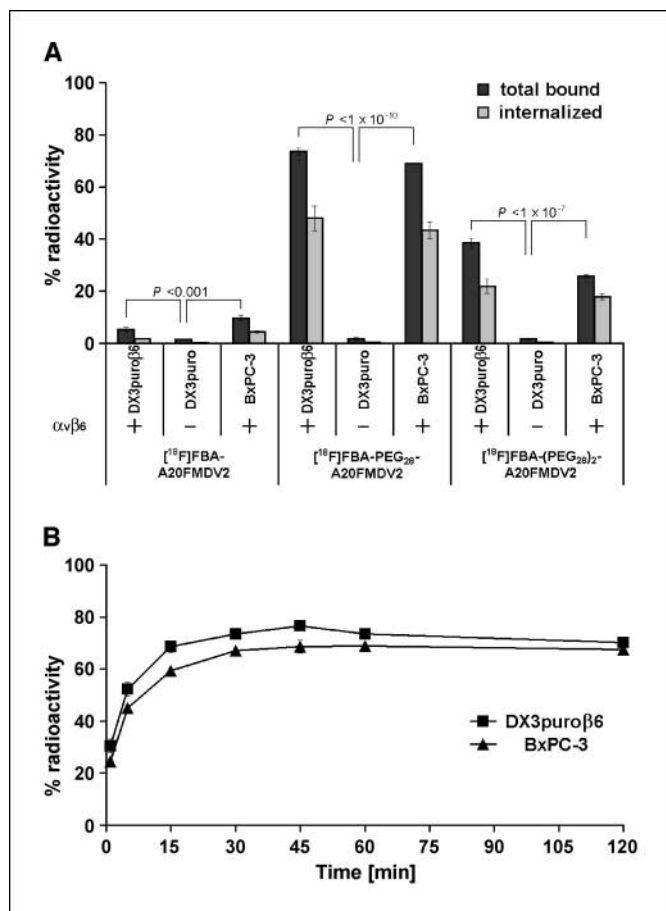 A
total bound
internalized
% radioactivity
100
80
60
40
20
0
P <0.001
P <1 x 10⁻¹⁰
P <1 x 10⁻⁷
DX3puroβ6
DX3puro
BxPC-3
DX3puroβ6
DX3puro
BxPC-3
DX3puroβ6
DX3puro
BxPC-3
αvβ6
+ − + + − + + − +
[¹⁸F]FBA- [¹⁸F]FBA-PEG₂₈- [¹⁸F]FBA-(PEG₂₈)₂-
A20FMDV2 A20FMDV2 A20FMDV2
B
% radioactivity
100
80
60
40
20
0
DX3puroβ6
BxPC-3
0 15 30 45 60 75 90 105 120
Time [min]